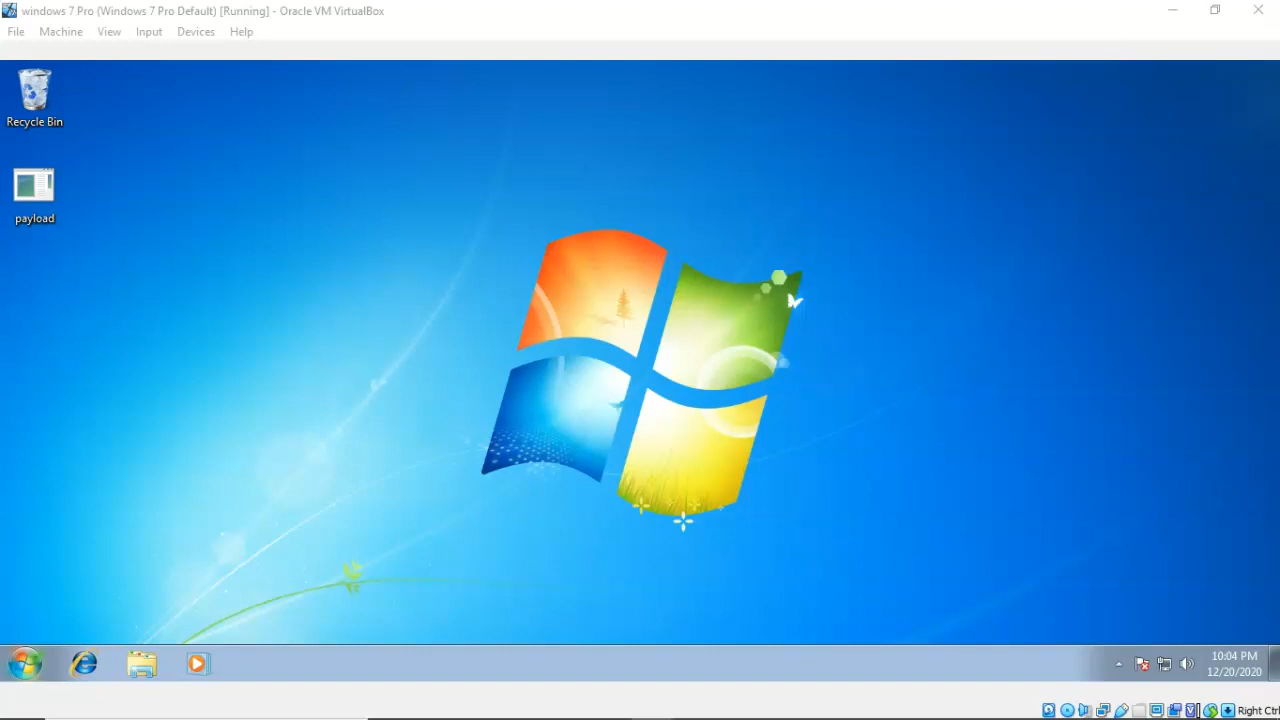 windows 7 Pro (Windows 7 Pro Default) [Running] - Oracle VM VirtualBox
File Machine View Input Devices Help
Recycle Bin
payload
10:04 PM
12/20/2020
Right Ctrl